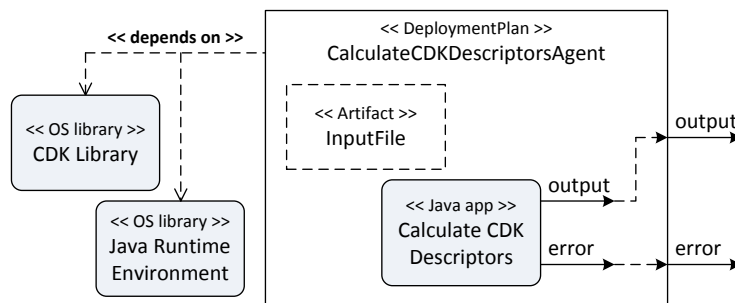 << depends on >>
<< DeploymentPlan >>
CalculateCDKDescriptorsAgent
<< OS library >>
CDK Library
<< OS library >>
Java Runtime
Environment
<< Artifact >>
InputFile
<< Java app >>
Calculate CDK
Descriptors
output
error
output
error